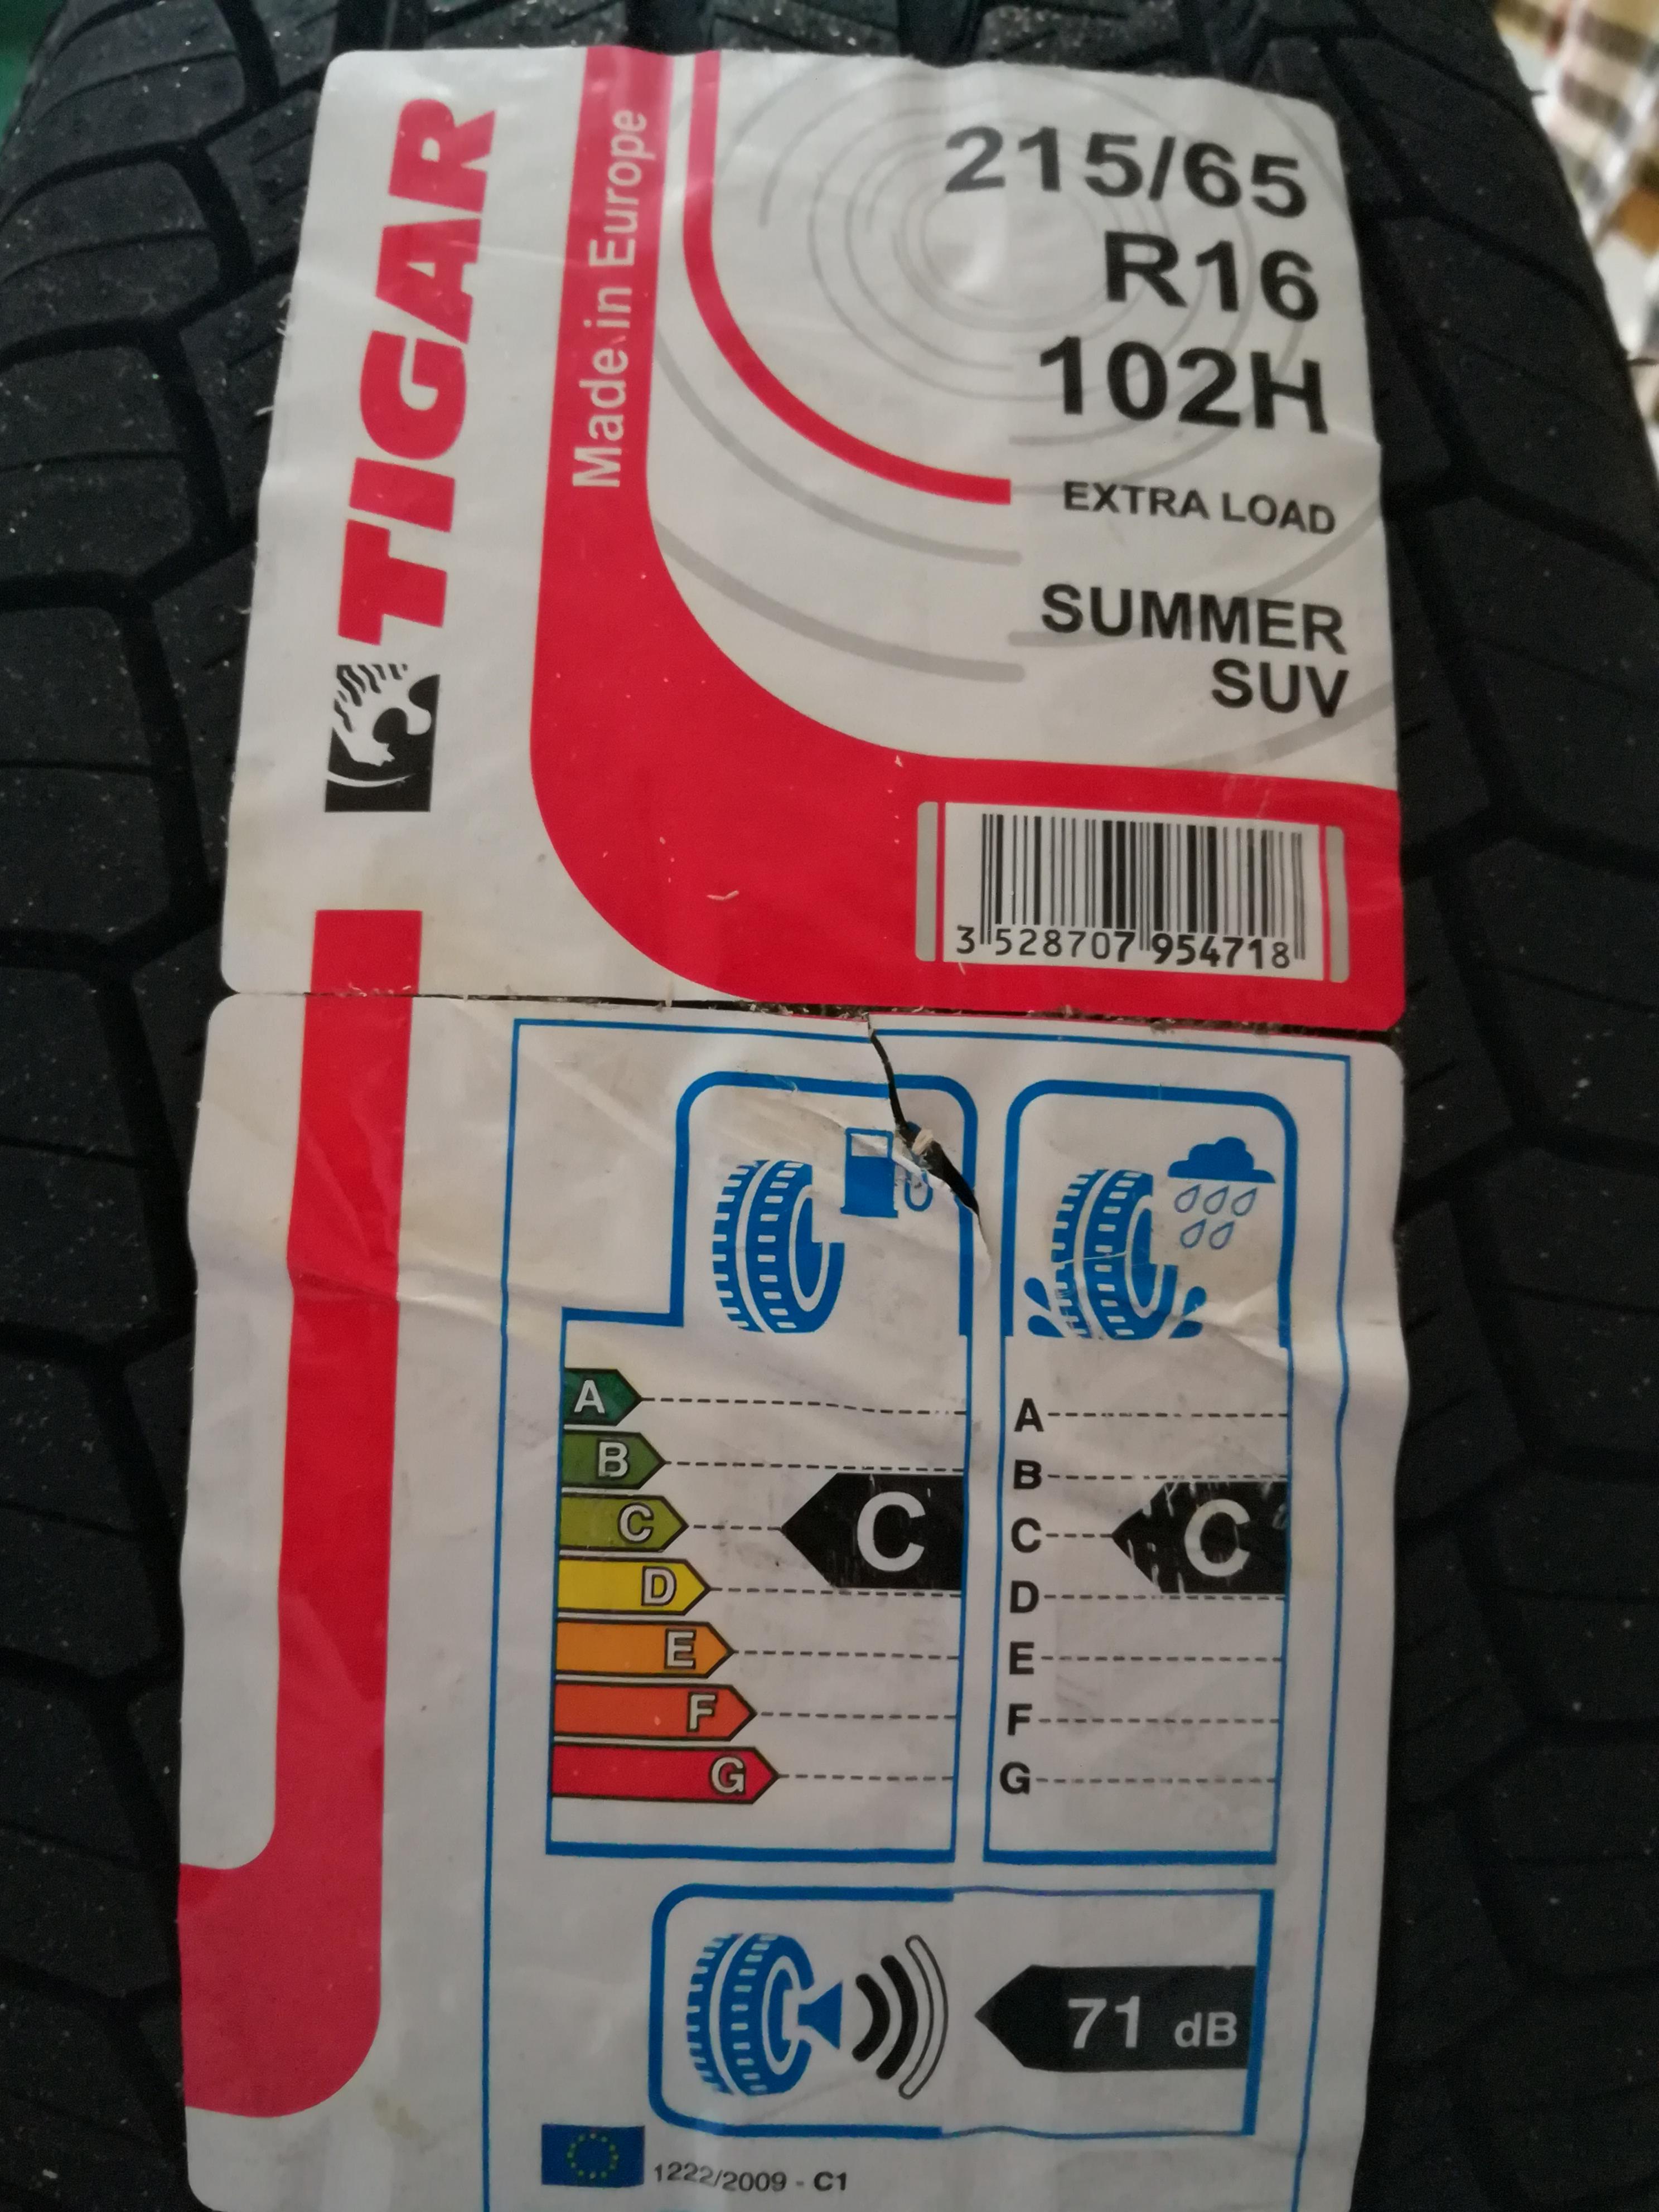 TIGAR
Made in Europe
215/65
R16
102H
EXTRA LOAD
SUMMER
SUV
3 528707 954718
A
B
C
D
E
F
G
C
A
B
C
D
E
F
G
C
71 dB
1222/2009 - C1